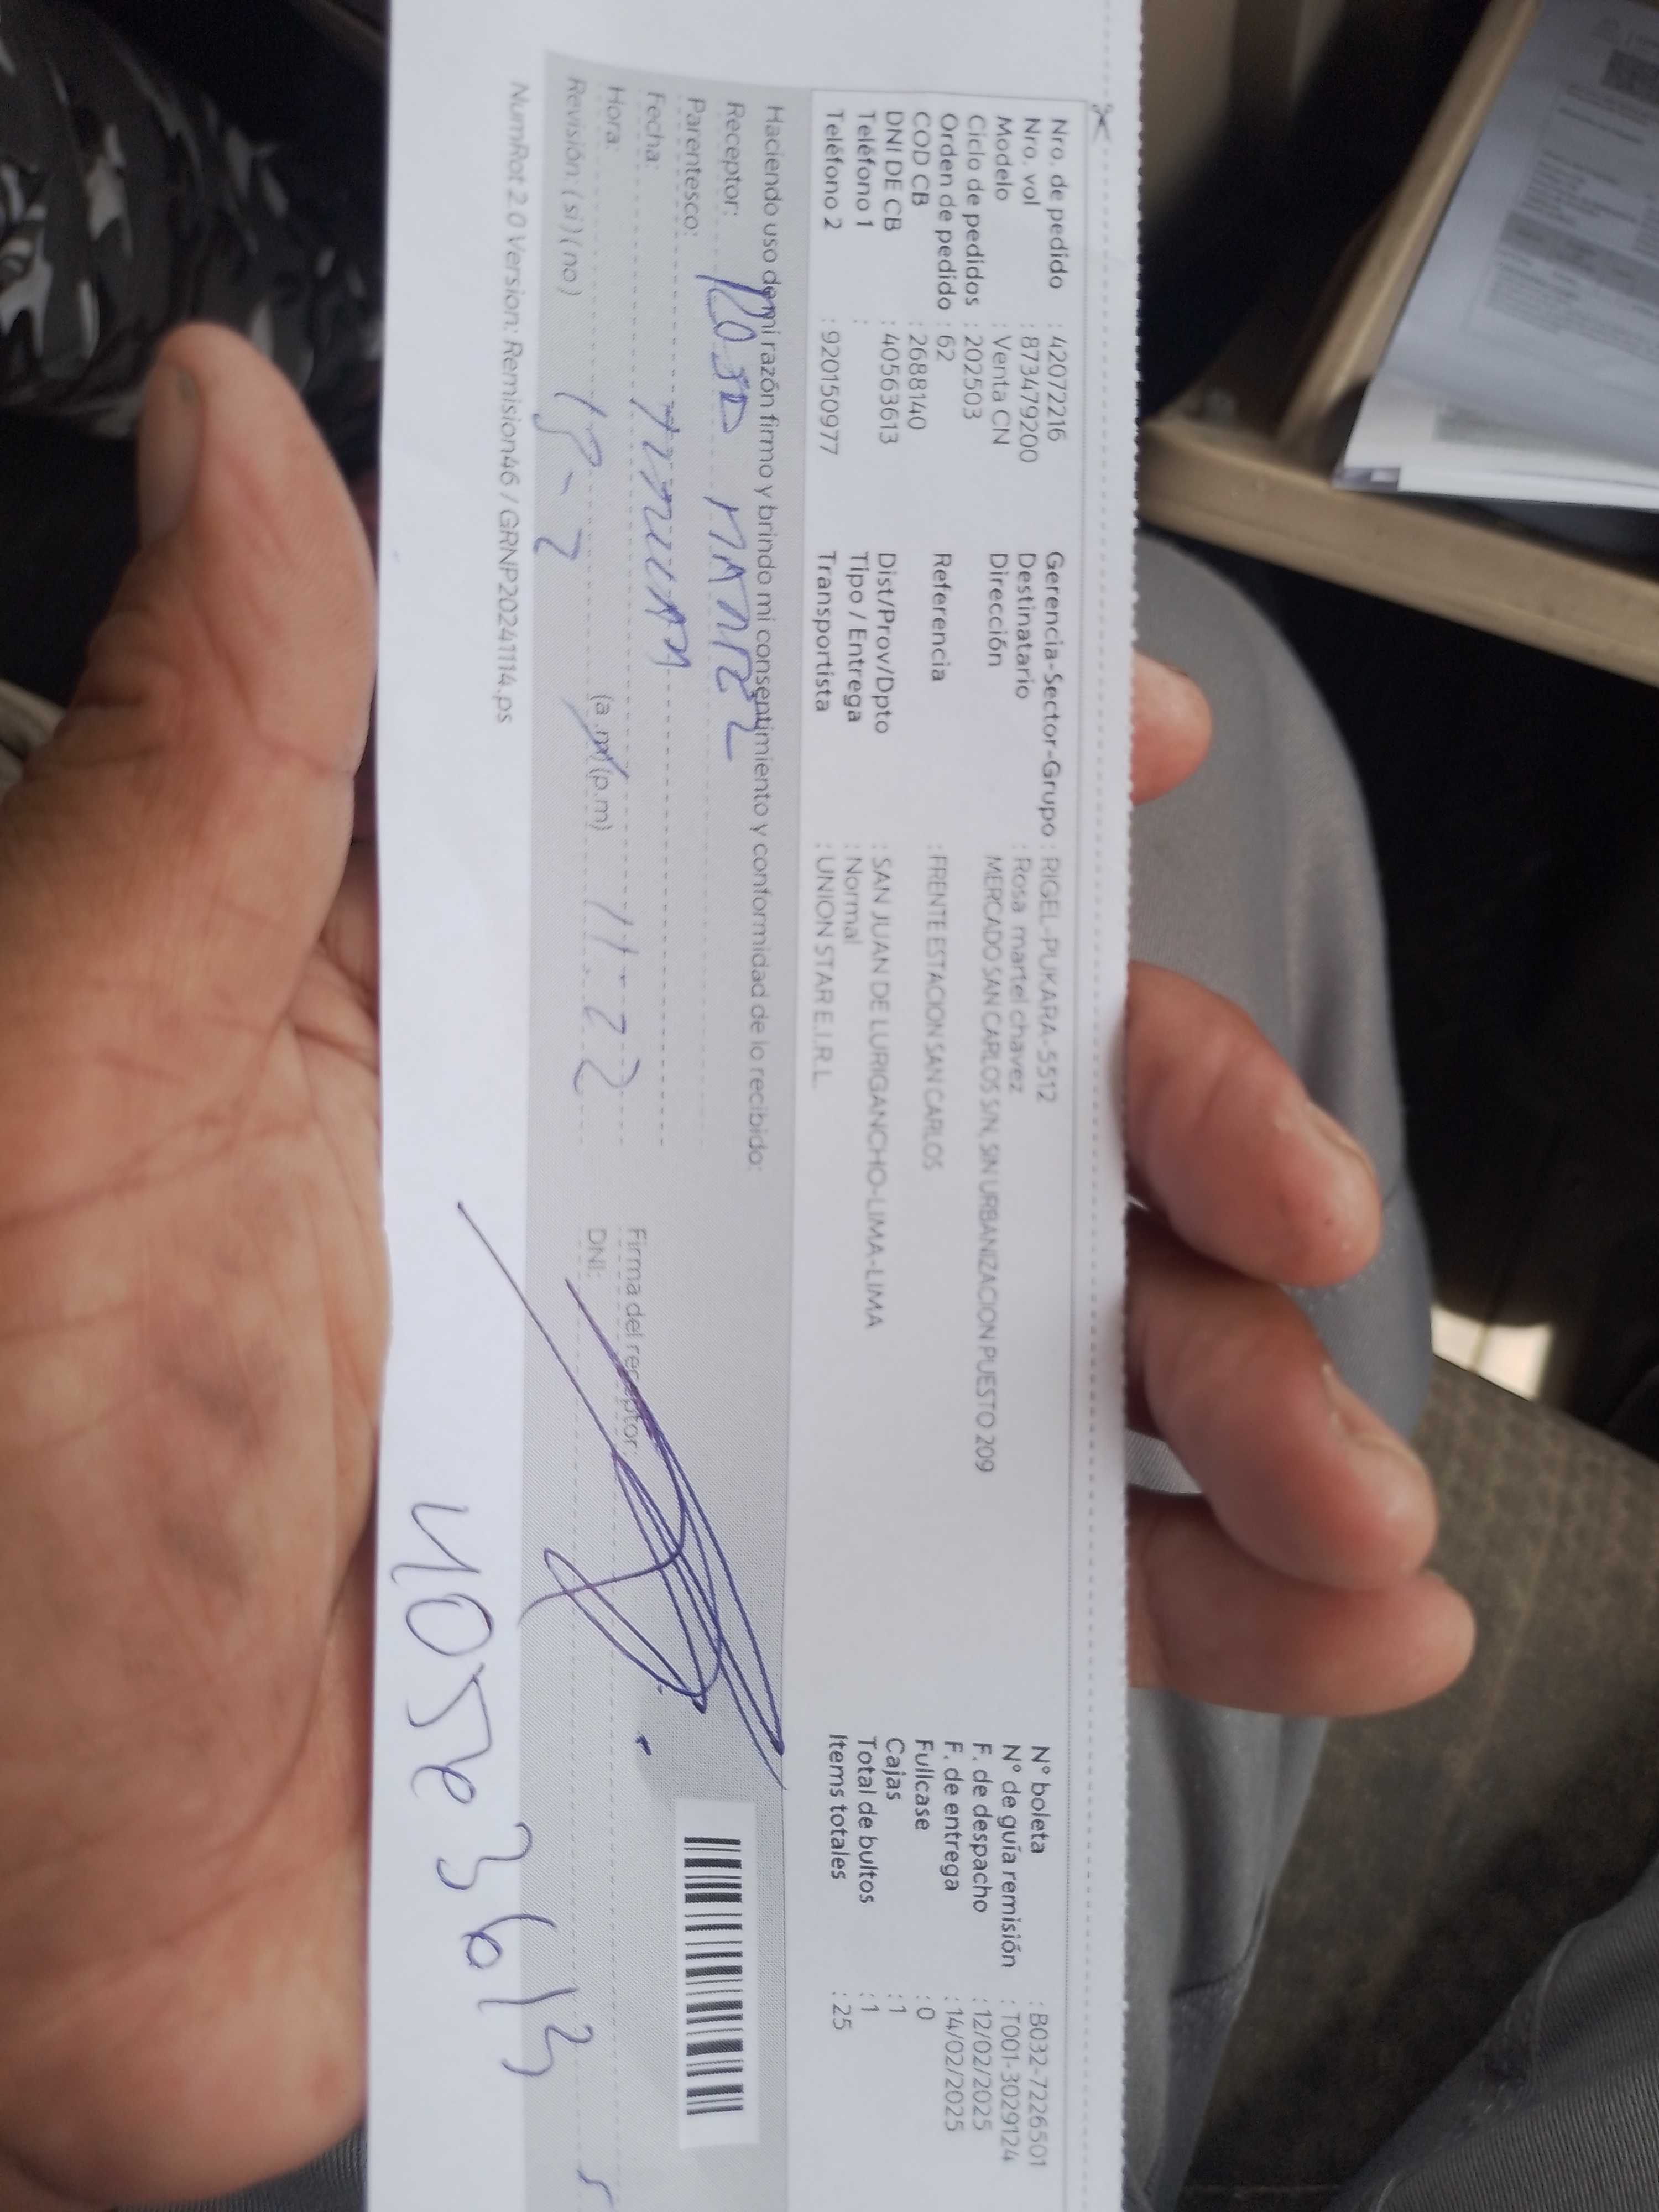 Nro. de pedido : 42072216
Nro. vol : 873479200
Modelo : Venta CN
Ciclo de pedidos : 202503
Orden de pedido : 62
COD CB : 2688140
DNI DE CB : 40563613
Teléfono 1 :
Teléfono 2 : 920150977
Gerencia-Sector-Grupo : RIGEL-PUKARA-5512
Destinatario : Rosa martel chavez
Dirección MERCADO SAN CARLOS S/N, SIN URBANIZACION PUESTO 209
Referencia : FRENTE ESTACION SAN CARLOS
Dist/Prov/Dpto : SAN JUAN DE LURIGANCHO-LIMA-LIMA
Tipo / Entrega : Normal
Transportista : UNION STAR E.I.R.L.
N° boleta : B032-7226501
N° de guía remisión : T001-3029124
F. de despacho : 12/02/2025
F. de entrega : 14/02/2025
Fullcase : 0
Cajas : 1
Total de bultos : 1
Items totales : 25
Haciendo uso de mi razón firmo y brindo mi consentimiento y conformidad de lo recibido:
Receptor:
Parentesco:
Fecha:
Hora: (a.m) (p.m) 11-22
Revisión: (si) (no)
Firma del receptor:
DNI:
40563613
NumRot 2.0 Version: Remision46 / GRNP20241114.ps